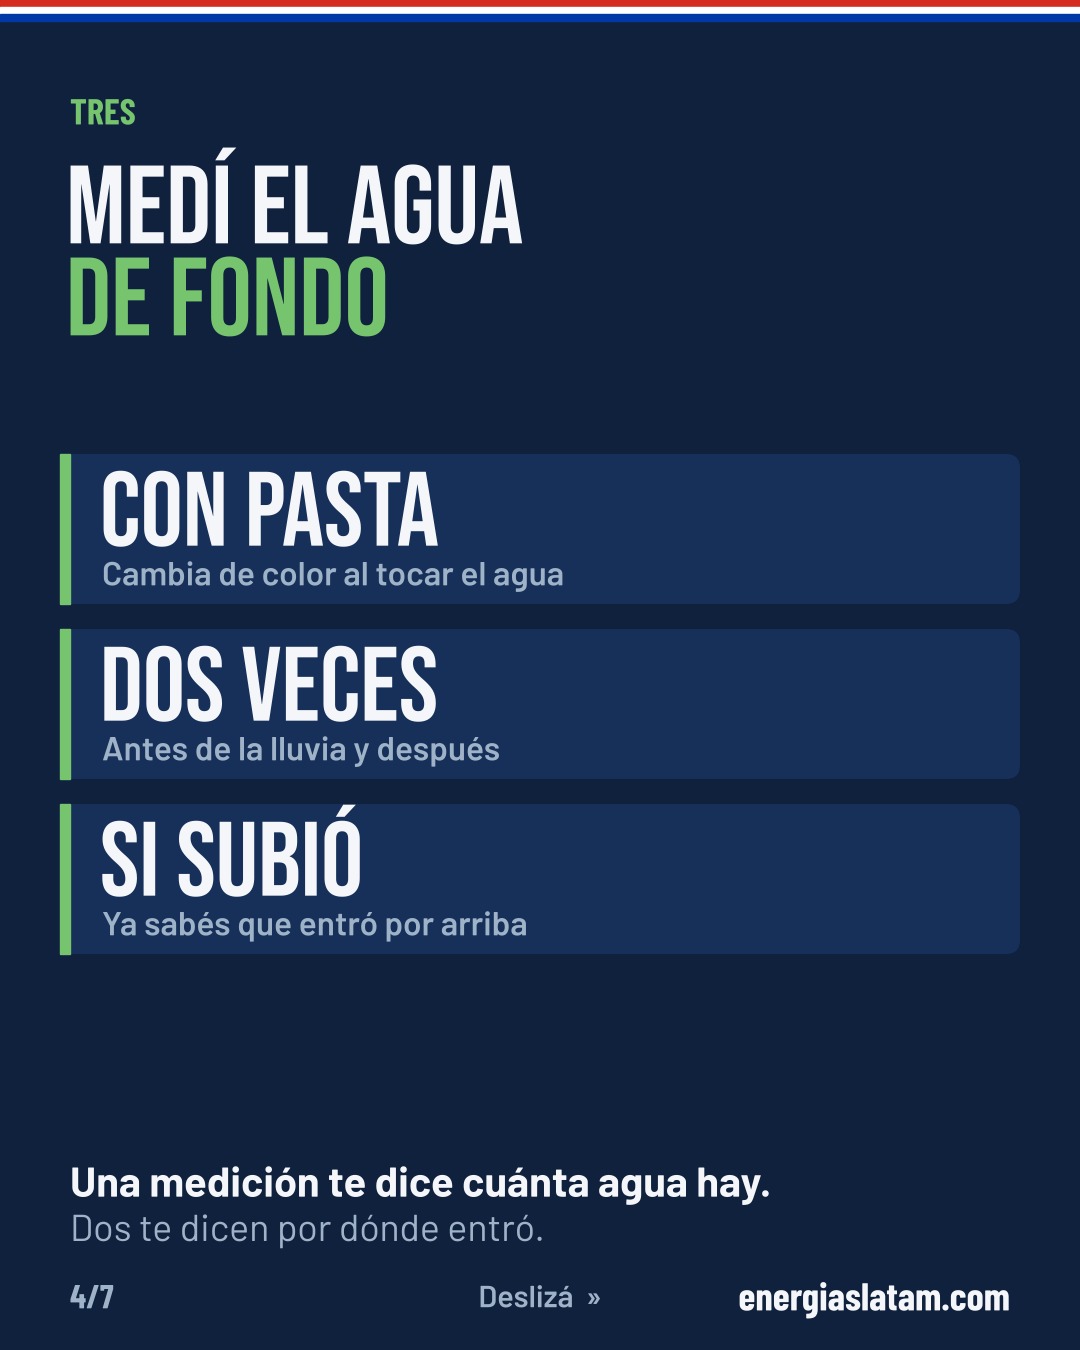 TRES
MEDÍ EL AGUA
DE FONDO
CON PASTA
Cambia de color al tocar el agua
DOS VECES
Antes de la lluvia y después
SI SUBIÓ
Ya sabés que entró por arriba
Una medición te dice cuánta agua hay.
Dos te dicen por dónde entró.
4/7
Deslizá »
energiaslatam.com